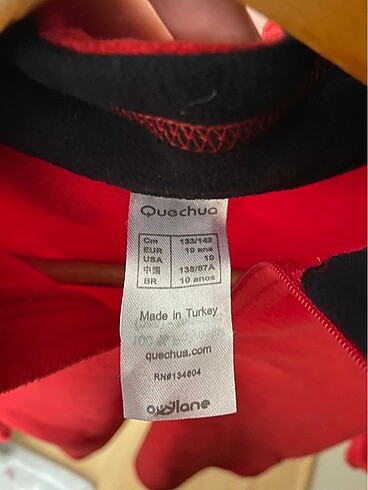 Quechua
Cm 133/142
EUR 10 ans
USA 10
中国 138/67A
BR 10 anos
Made in Turkey
quechua.com
RN#134604
oxylane